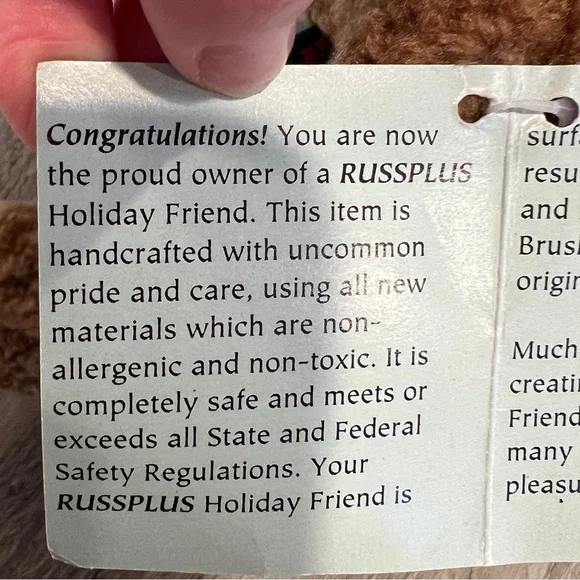 Congratulations! You are now
the proud owner of a RUSSPLUS
Holiday Friend. This item is
handcrafted with uncommon
pride and care, using all new
materials which are non-
allergenic and non-toxic. It is
completely safe and meets or
exceeds all State and Federal
Safety Regulations. Your
RUSSPLUS Holiday Friend is
and
Much
Friend
many